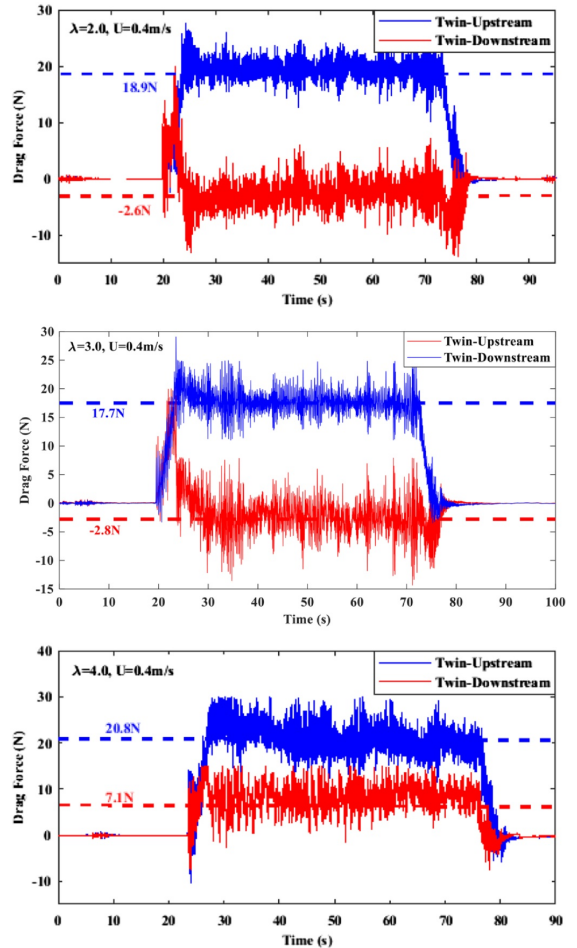 λ=2.0, U=0.4m/s
Twin-Upstream
Twin-Downstream
30
20
10
0
-10
18.9N
-2.6N
Drag Force (N)
0 10 20 30 40 50 60 70 80 90
Time (s)
λ=3.0, U=0.4m/s
Twin-Upstream
Twin-Downstream
30
25
20
15
10
5
0
-5
-10
-15
17.7N
-2.8N
Drag Force (N)
0 10 20 30 40 50 60 70 80 90 100
Time (s)
λ=4.0, U=0.4m/s
Twin-Upstream
Twin-Downstream
40
30
20
10
0
-10
20.8N
7.1N
Drag Force (N)
0 10 20 30 40 50 60 70 80 90
Time (s)